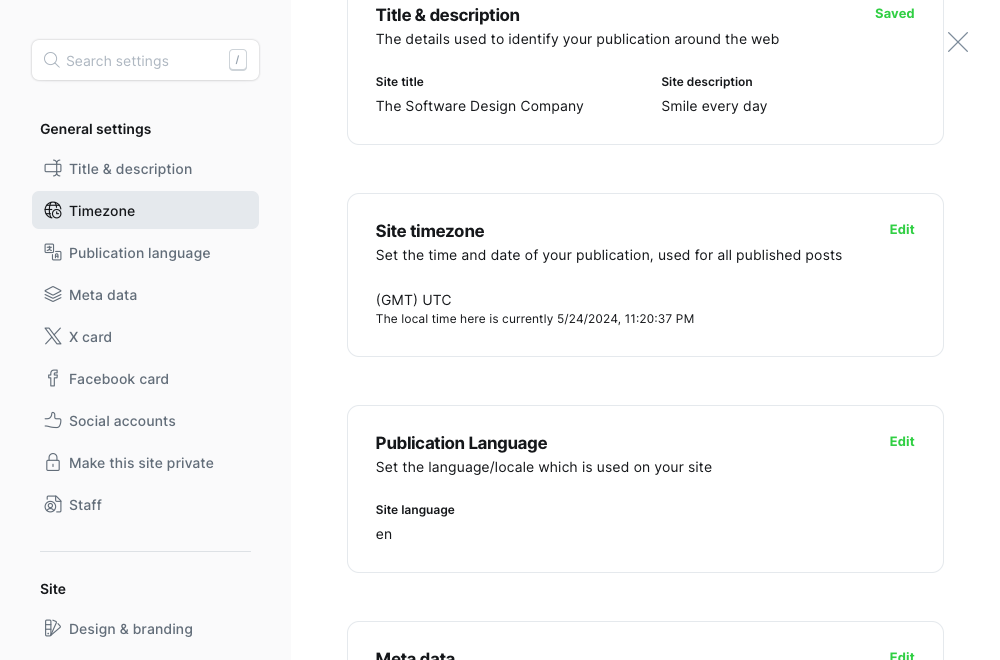 Search settings
/
General settings
Title & description
Timezone
Publication language
Meta data
X card
Facebook card
Social accounts
Make this site private
Staff
Site
Design & branding
Title & description
Saved
The details used to identify your publication around the web
Site title
The Software Design Company
Site description
Smile every day
Site timezone
Edit
Set the time and date of your publication, used for all published posts
(GMT) UTC
The local time here is currently 5/24/2024, 11:20:37 PM
Publication Language
Edit
Set the language/locale which is used on your site
Site language
en
Meta data
Edit